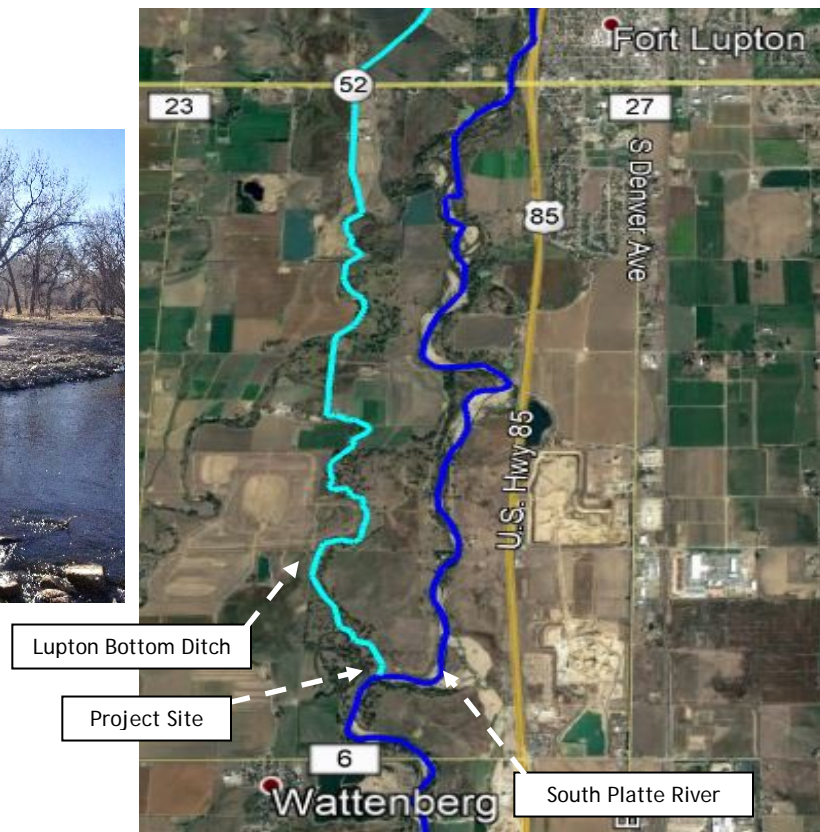 Fort Lupton
52
23
27
S Denver Ave
85
U.S. Hwy 85
Lupton Bottom Ditch
Project Site
6
Wattenberg
South Platte River